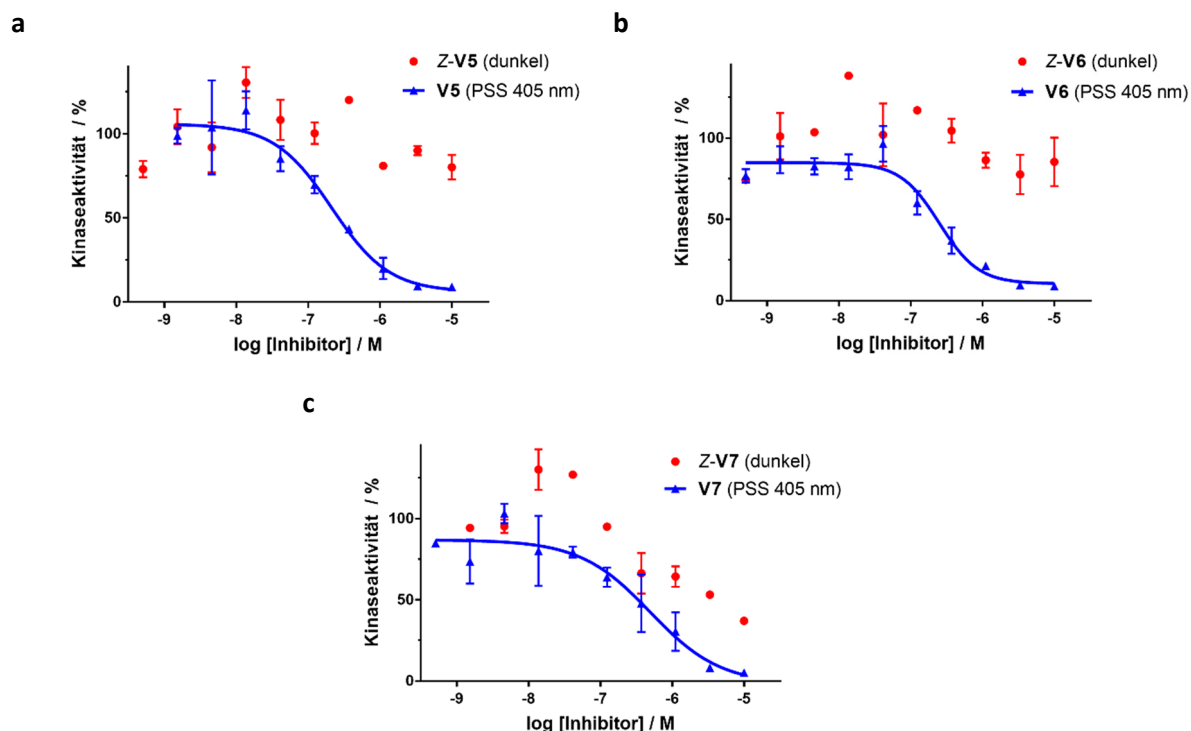 a
Z-V5 (dunkel)
V5 (PSS 405 nm)
Kinaseaktivität / %
100
50
0
-9 -8 -7 -6 -5
log [Inhibitor] / M
b
Z-V6 (dunkel)
V6 (PSS 405 nm)
Kinaseaktivität / %
100
50
0
-9 -8 -7 -6 -5
log [Inhibitor] / M
c
Z-V7 (dunkel)
V7 (PSS 405 nm)
Kinaseaktivität / %
100
50
0
-9 -8 -7 -6 -5
log [Inhibitor] / M